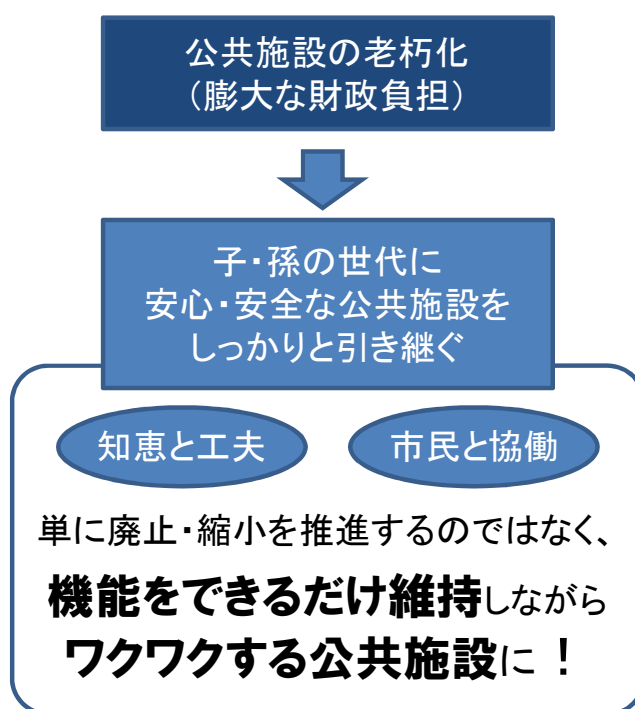 公共施設の老朽化
（膨大な財政負担）
子・孫の世代に
安心・安全な公共施設を
しっかりと引き継ぐ
知恵と工夫
市民と協働
単に廃止・縮小を推進するのではなく、
機能をできるだけ維持しながら
ワクワクする公共施設に！